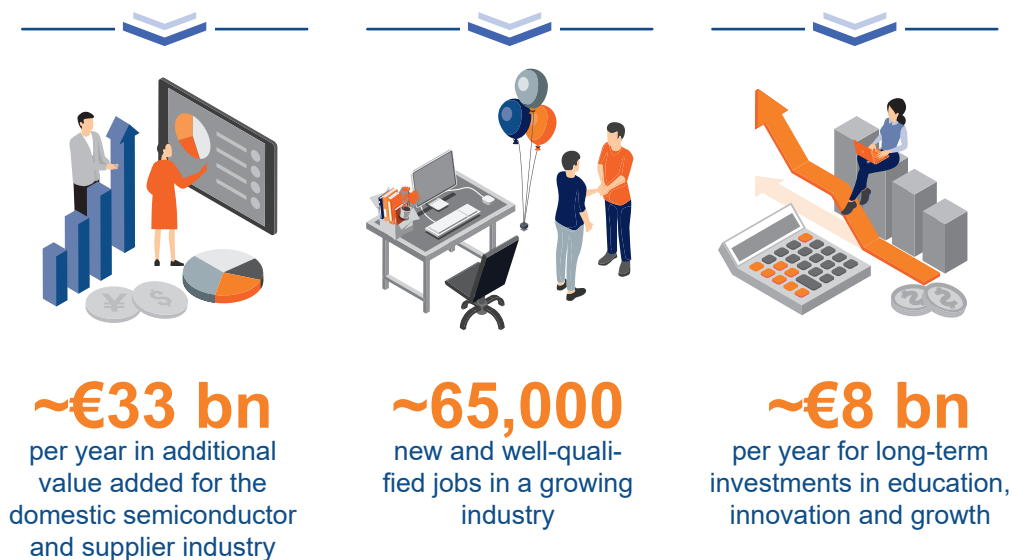 ¥
$
~€33 bn
per year in additional
value added for the
domestic semiconductor
and supplier industry
~65,000
new and well-quali-
fied jobs in a growing
industry
~€8 bn
per year for long-term
investments in education,
innovation and growth